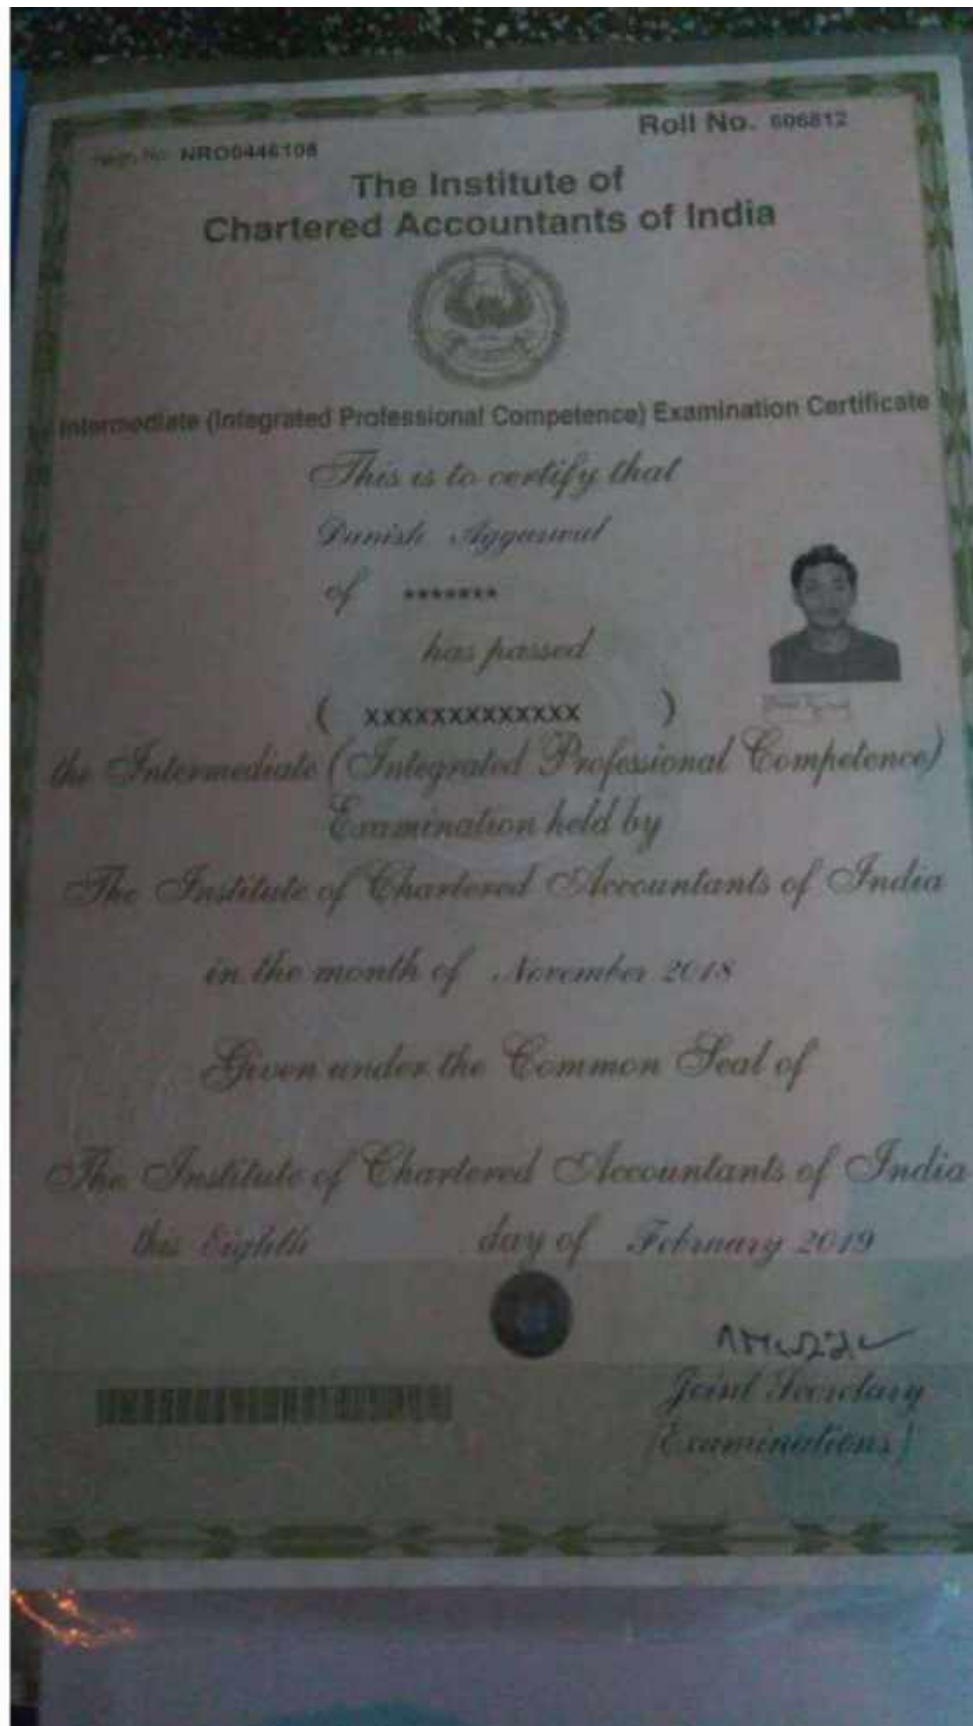 Regn. No. NRO0446108
Roll No. 606812
The Institute of
Chartered Accountants of India
Intermediate (Integrated Professional Competence) Examination Certificate
This is to certify that
Danish Aggarwal
of *******
has passed
( XXXXXXXXXXXXX )
the Intermediate (Integrated Professional Competence)
Examination held by
The Institute of Chartered Accountants of India
in the month of November 2018
Given under the Common Seal of
The Institute of Chartered Accountants of India
this Eighth day of February 2019
Joint Secretary
(Examinations)